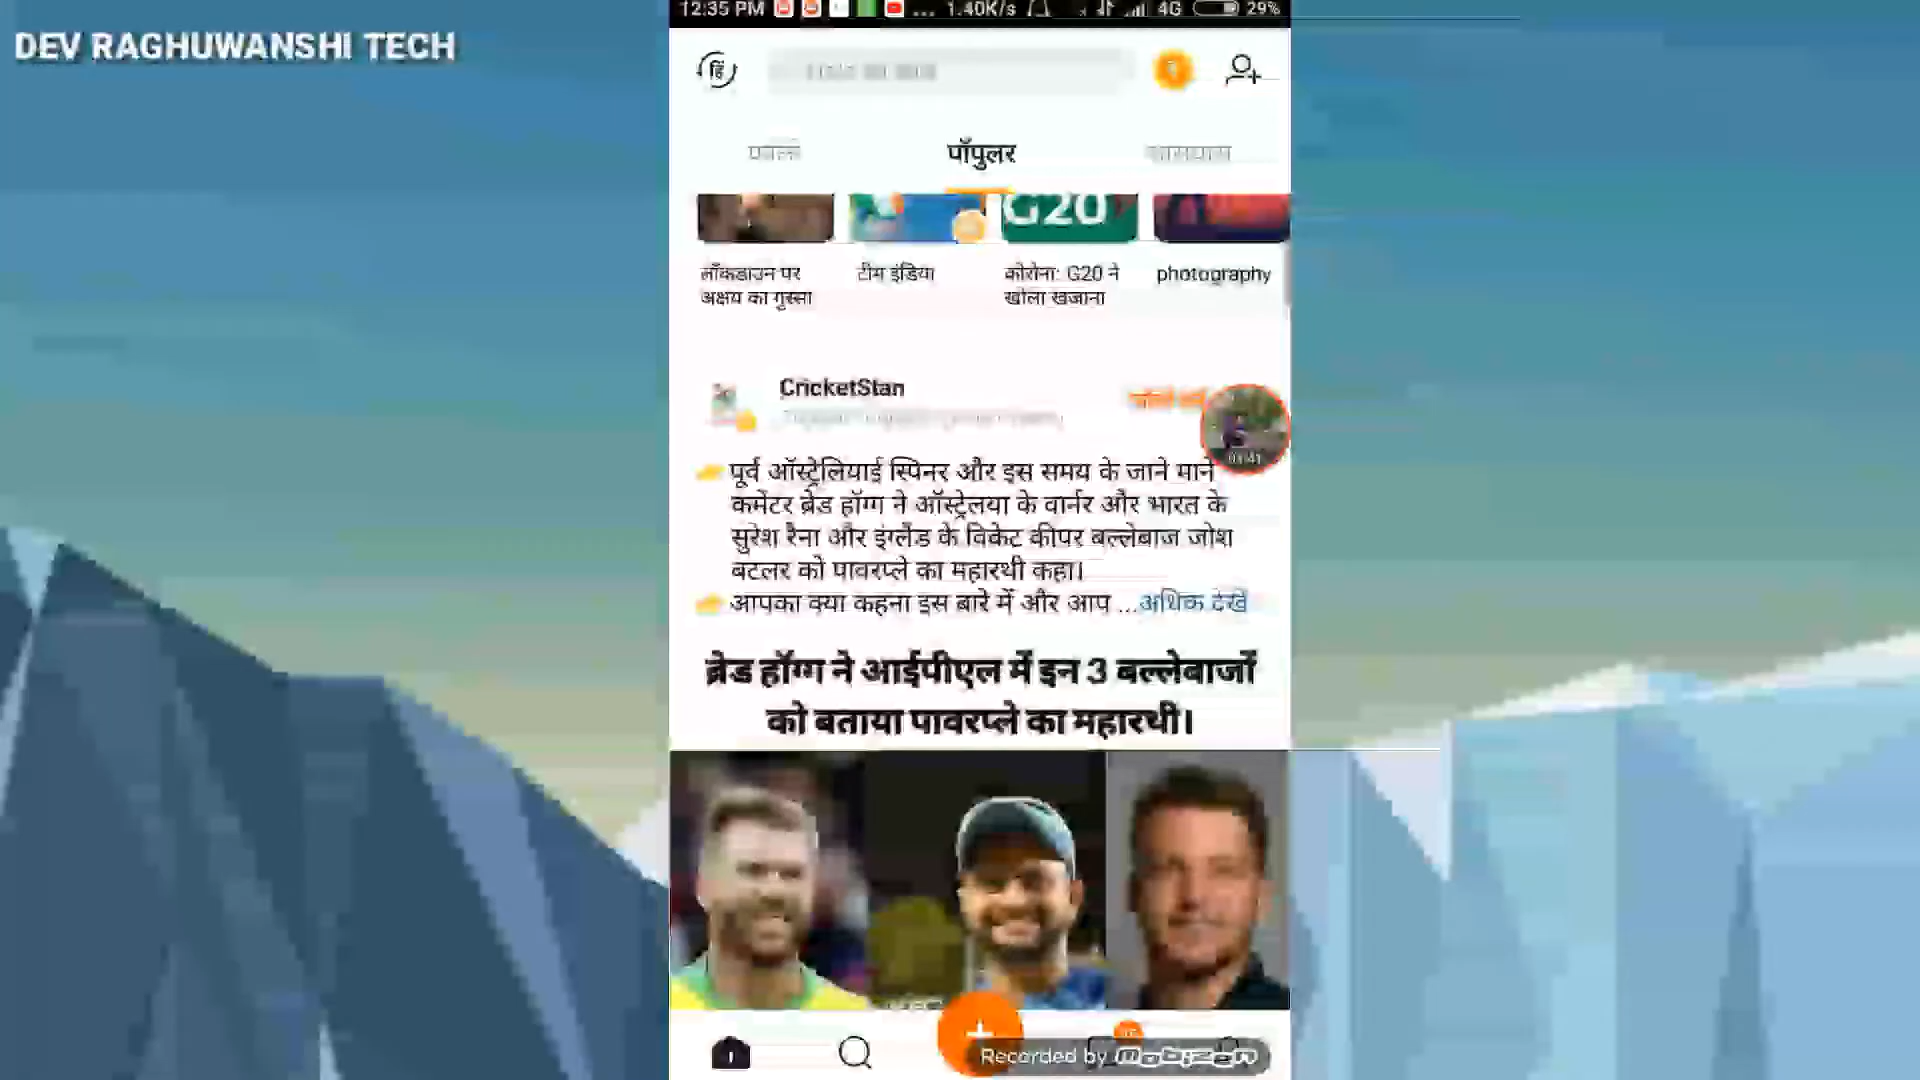 12:35 PM ... 1.40K/s 4G 29%
DEV RAGHUWANSHI TECH
हिं
पॉपुलर
G20
लॉकडाउन पर
अक्षय का गुस्सा
टीम इंडिया
कोरोना: G20 ने
खोला खजाना
photography
CricketStan
पूर्व ऑस्ट्रेलियाई स्पिनर और इस समय के जाने माने
कमेंटर ब्रेड हॉग्ग ने ऑस्ट्रेलया के वार्नर और भारत के
सुरेश रैना और इंग्लैंड के विकेट कीपर बल्लेबाज जोश
बटलर को पावरप्ले का महारथी कहा।
आपका क्या कहना इस बारे में और आप ...अधिक देखें
ब्रेड हॉग्ग ने आईपीएल में इन 3 बल्लेबाजों
को बताया पावरप्ले का महारथी।
Recorded by mobizen